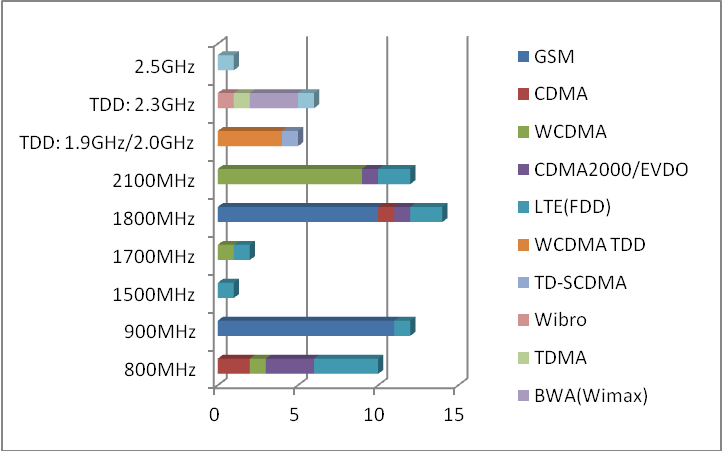 2.5GHz
TDD: 2.3GHz
TDD: 1.9GHz/2.0GHz
2100MHz
1800MHz
1700MHz
1500MHz
900MHz
800MHz
0 5 10 15
GSM
CDMA
WCDMA
CDMA2000/EVDO
LTE(FDD)
WCDMA TDD
TD-SCDMA
Wibro
TDMA
BWA(Wimax)